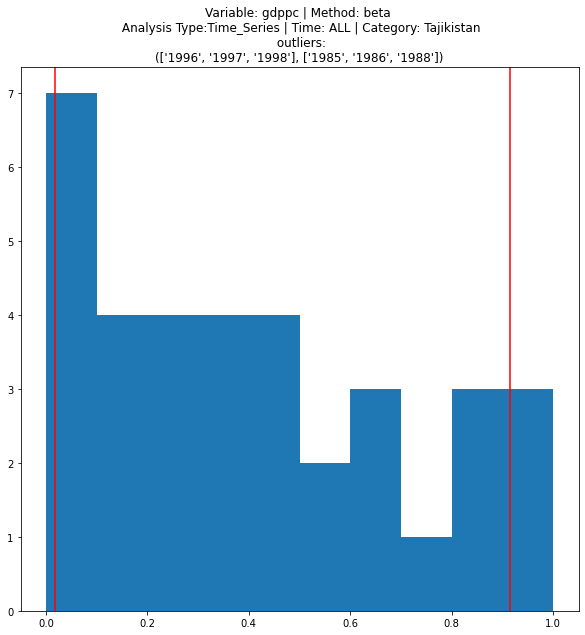 Variable: gdppc | Method: beta
Analysis Type:Time_Series | Time: ALL | Category: Tajikistan
outliers:
(['1996', '1997', '1998'], ['1985', '1986', '1988'])
7
6
5
4
3
2
1
0
0.0 0.2 0.4 0.6 0.8 1.0